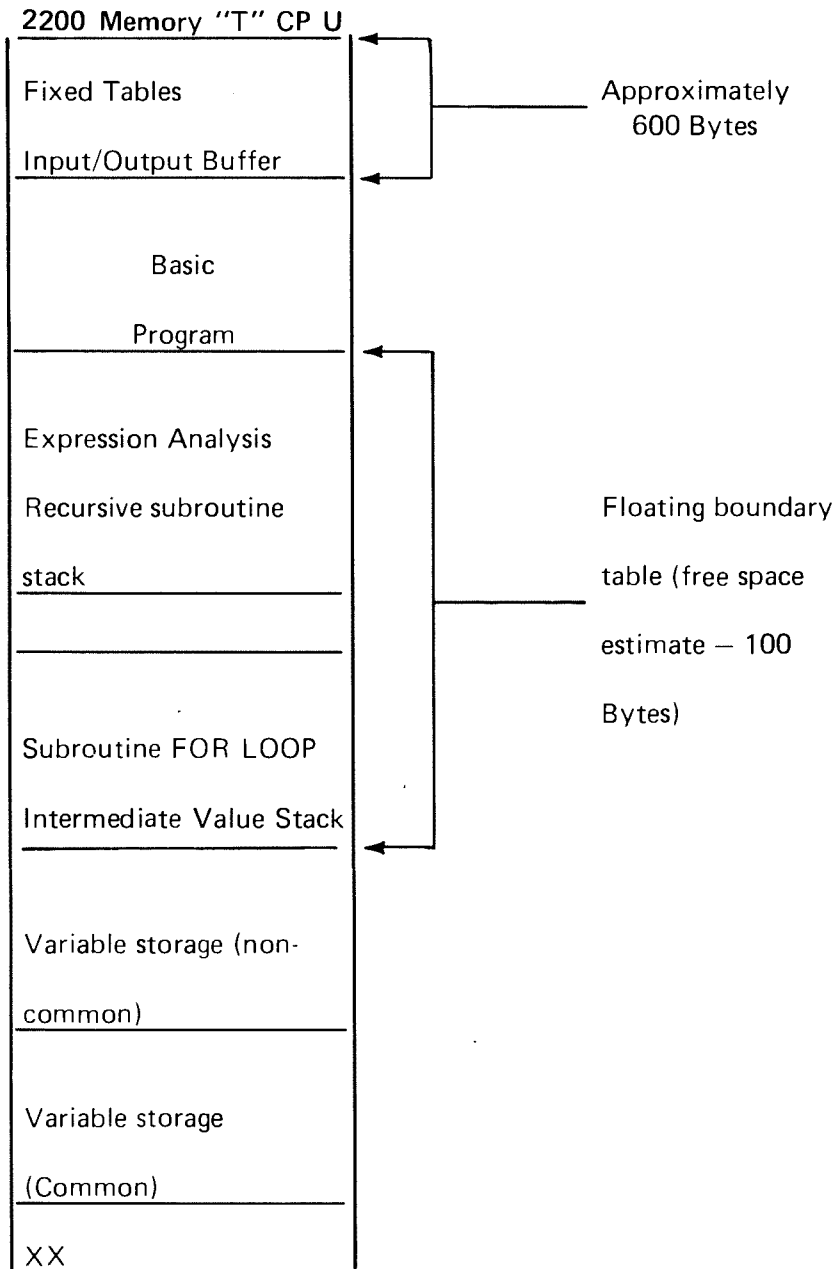 2200 Memory "T" CP U
Fixed Tables
Input/Output Buffer
Approximately
600 Bytes
Basic
Program
Expression Analysis
Recursive subroutine
stack
Subroutine FOR LOOP
Intermediate Value Stack
Floating boundary
table (free space
estimate – 100
Bytes)
Variable storage (non-
common)
Variable storage
(Common)
XX